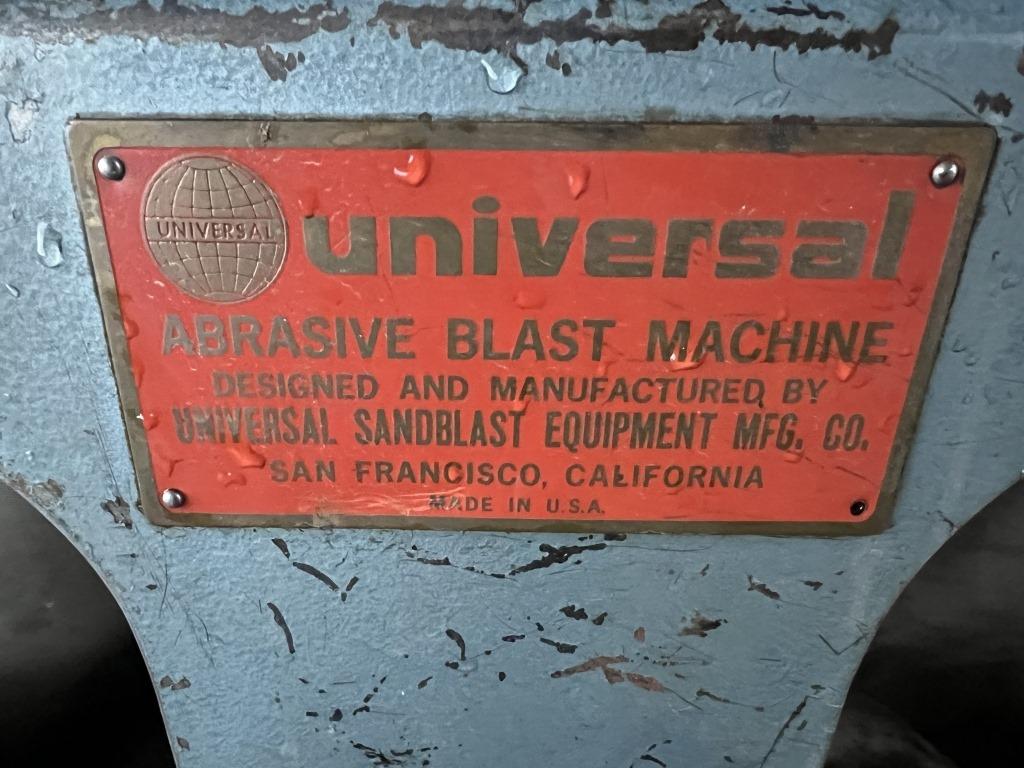 UNIVERSAL
universal
ABRASIVE BLAST MACHINE
DESIGNED AND MANUFACTURED BY
UNIVERSAL SANDBLAST EQUIPMENT MFG. CO.
SAN FRANCISCO, CALIFORNIA
MADE IN U.S.A.